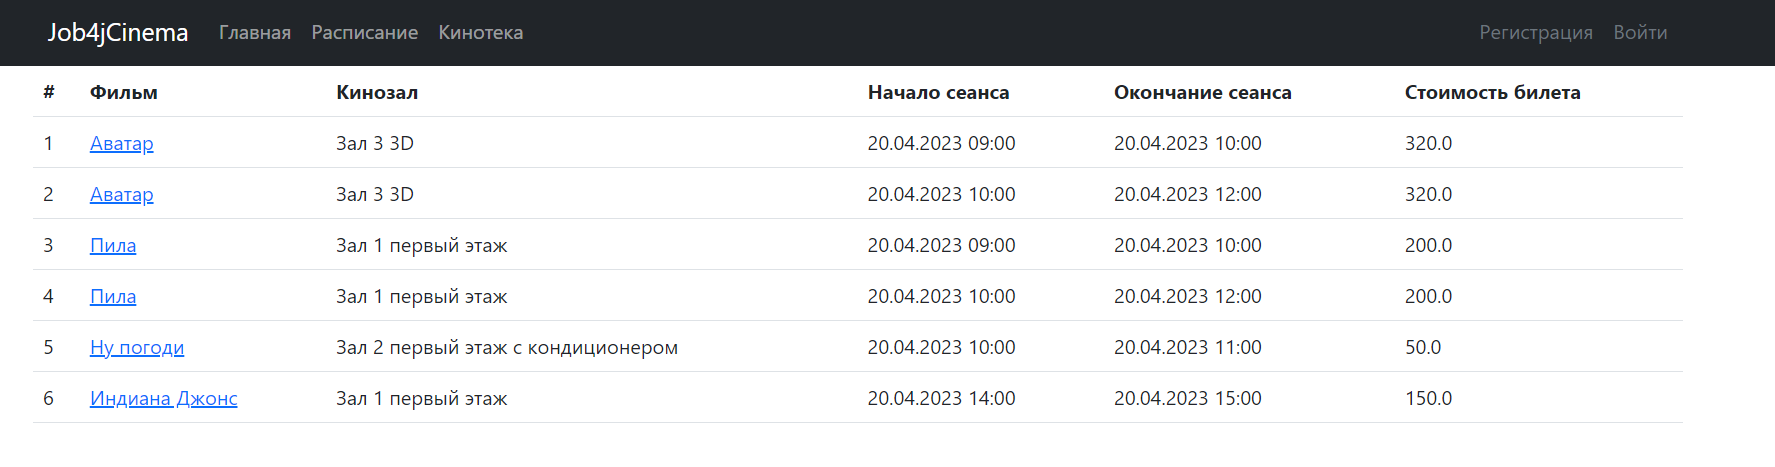 Job4jCinema Главная Расписание Кинотека Регистрация Войти
# Фильм Кинозал Начало сеанса Окончание сеанса Стоимость билета
1 Аватар Зал 3 3D 20.04.2023 09:00 20.04.2023 10:00 320.0
2 Аватар Зал 3 3D 20.04.2023 10:00 20.04.2023 12:00 320.0
3 Пила Зал 1 первый этаж 20.04.2023 09:00 20.04.2023 10:00 200.0
4 Пила Зал 1 первый этаж 20.04.2023 10:00 20.04.2023 12:00 200.0
5 Ну погоди Зал 2 первый этаж с кондиционером 20.04.2023 10:00 20.04.2023 11:00 50.0
6 Индиана Джонс Зал 1 первый этаж 20.04.2023 14:00 20.04.2023 15:00 150.0